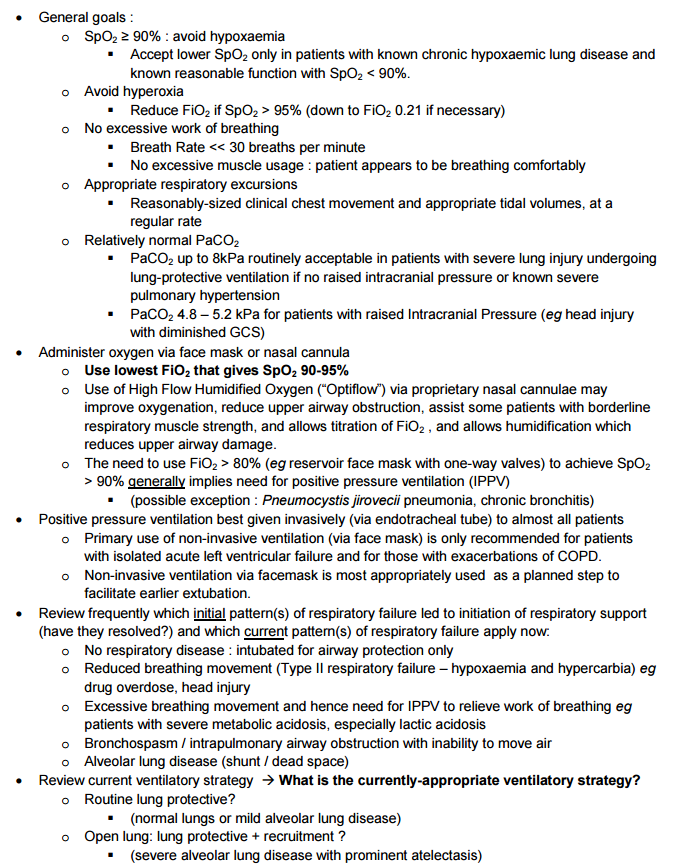 • General goals :
o SpO₂ ≥ 90% : avoid hypoxaemia
▪ Accept lower SpO₂ only in patients with known chronic hypoxaemic lung disease and
known reasonable function with SpO₂ < 90%.
o Avoid hyperoxia
▪ Reduce FiO₂ if SpO₂ > 95% (down to FiO₂ 0.21 if necessary)
o No excessive work of breathing
▪ Breath Rate << 30 breaths per minute
▪ No excessive muscle usage : patient appears to be breathing comfortably
o Appropriate respiratory excursions
▪ Reasonably-sized clinical chest movement and appropriate tidal volumes, at a
regular rate
o Relatively normal PaCO₂
▪ PaCO₂ up to 8kPa routinely acceptable in patients with severe lung injury undergoing
lung-protective ventilation if no raised intracranial pressure or known severe
pulmonary hypertension
▪ PaCO₂ 4.8 – 5.2 kPa for patients with raised Intracranial Pressure (eg head injury
with diminished GCS)
• Administer oxygen via face mask or nasal cannula
o Use lowest FiO₂ that gives SpO₂ 90-95%
o Use of High Flow Humidified Oxygen (“Optiflow”) via proprietary nasal cannulae may
improve oxygenation, reduce upper airway obstruction, assist some patients with borderline
respiratory muscle strength, and allows titration of FiO₂ , and allows humidification which
reduces upper airway damage.
o The need to use FiO₂ > 80% (eg reservoir face mask with one-way valves) to achieve SpO₂
> 90% generally implies need for positive pressure ventilation (IPPV)
▪ (possible exception : Pneumocystis jirovecii pneumonia, chronic bronchitis)
• Positive pressure ventilation best given invasively (via endotracheal tube) to almost all patients
o Primary use of non-invasive ventilation (via face mask) is only recommended for patients
with isolated acute left ventricular failure and for those with exacerbations of COPD.
o Non-invasive ventilation via facemask is most appropriately used as a planned step to
facilitate earlier extubation.
• Review frequently which initial pattern(s) of respiratory failure led to initiation of respiratory support
(have they resolved?) and which current pattern(s) of respiratory failure apply now:
o No respiratory disease : intubated for airway protection only
o Reduced breathing movement (Type II respiratory failure – hypoxaemia and hypercarbia) eg
drug overdose, head injury
o Excessive breathing movement and hence need for IPPV to relieve work of breathing eg
patients with severe metabolic acidosis, especially lactic acidosis
o Bronchospasm / intrapulmonary airway obstruction with inability to move air
o Alveolar lung disease (shunt / dead space)
• Review current ventilatory strategy → What is the currently-appropriate ventilatory strategy?
o Routine lung protective?
▪ (normal lungs or mild alveolar lung disease)
o Open lung: lung protective + recruitment ?
▪ (severe alveolar lung disease with prominent atelectasis)